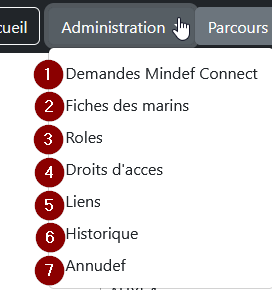 cueil Administration Parcours
1 Demandes Mindef Connect
2 Fiches des marins
3 Roles
4 Droits d'acces
5 Liens
6 Historique
7 Annudef